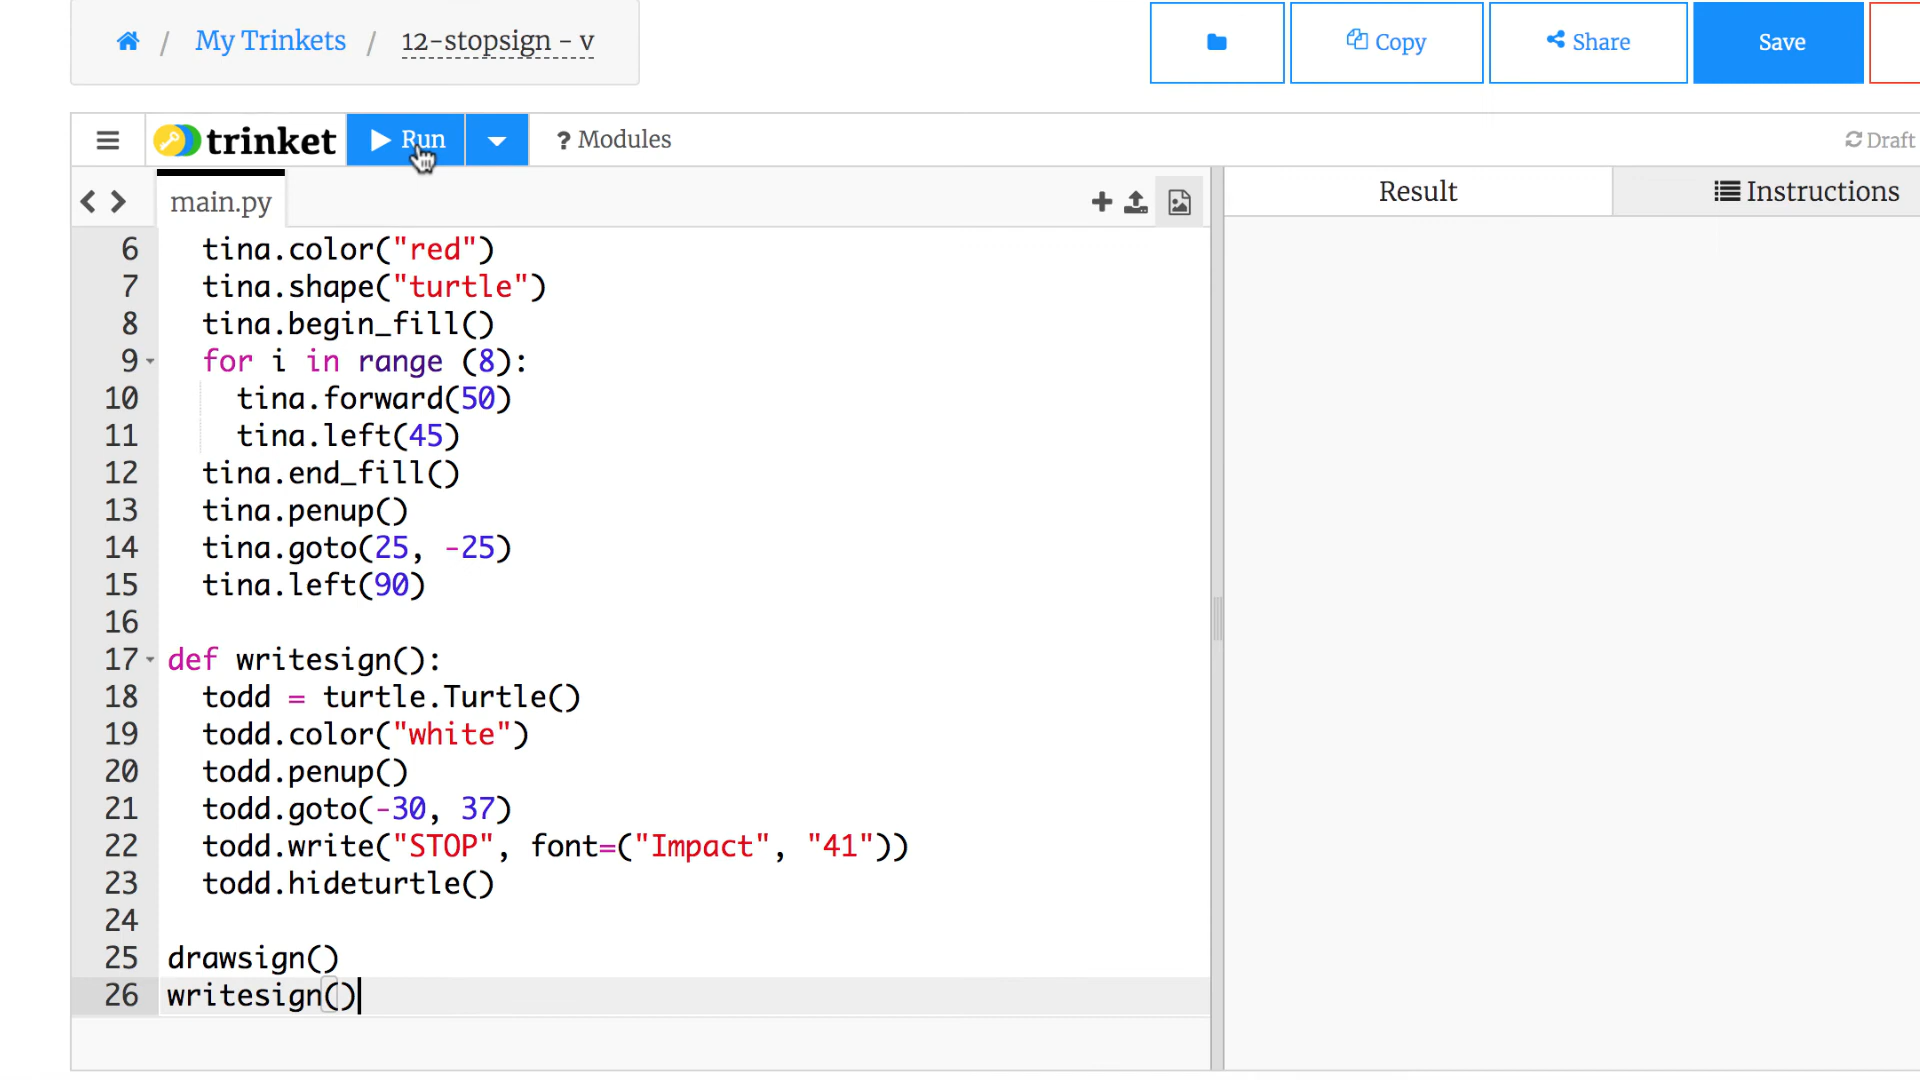 / My Trinkets / 12-stopsign - v
Copy
Share
Save
trinket
Run
? Modules
Draft
main.py
Result
Instructions
6 tina.color("red")
7 tina.shape("turtle")
8 tina.begin_fill()
9 for i in range (8):
10 tina.forward(50)
11 tina.left(45)
12 tina.end_fill()
13 tina.penup()
14 tina.goto(25, -25)
15 tina.left(90)
16
17 def writesign():
18 todd = turtle.Turtle()
19 todd.color("white")
20 todd.penup()
21 todd.goto(-30, 37)
22 todd.write("STOP", font=("Impact", "41"))
23 todd.hideturtle()
24
25 drawsign()
26 writesign()